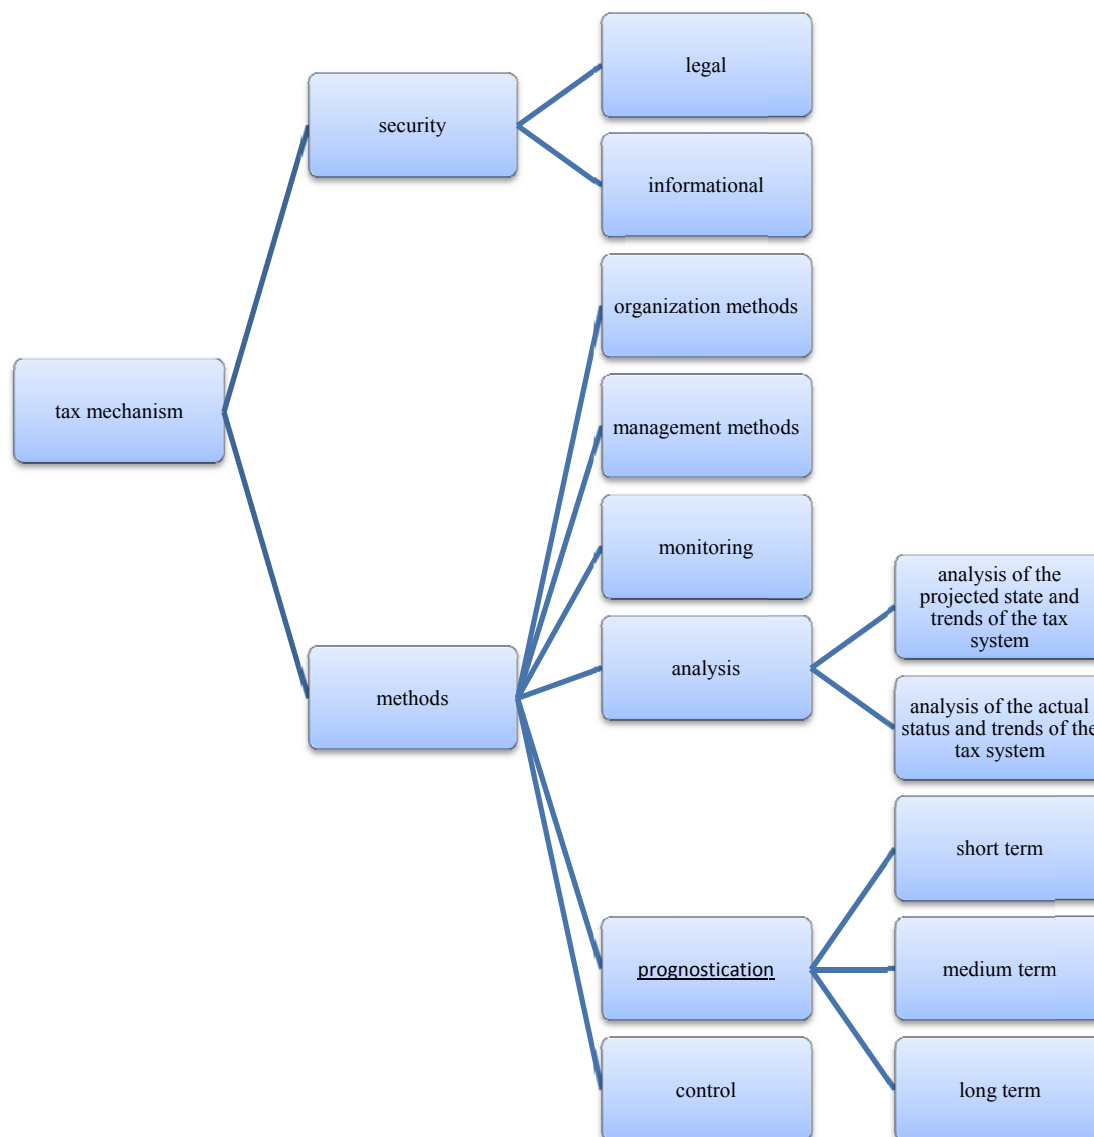 legal
security
informational
organization methods
tax mechanism
management methods
monitoring
analysis of the
projected state and
trends of the tax
system
methods
analysis
analysis of the actual
status and trends of the
tax system
short term
prognostication
medium term
control
long term